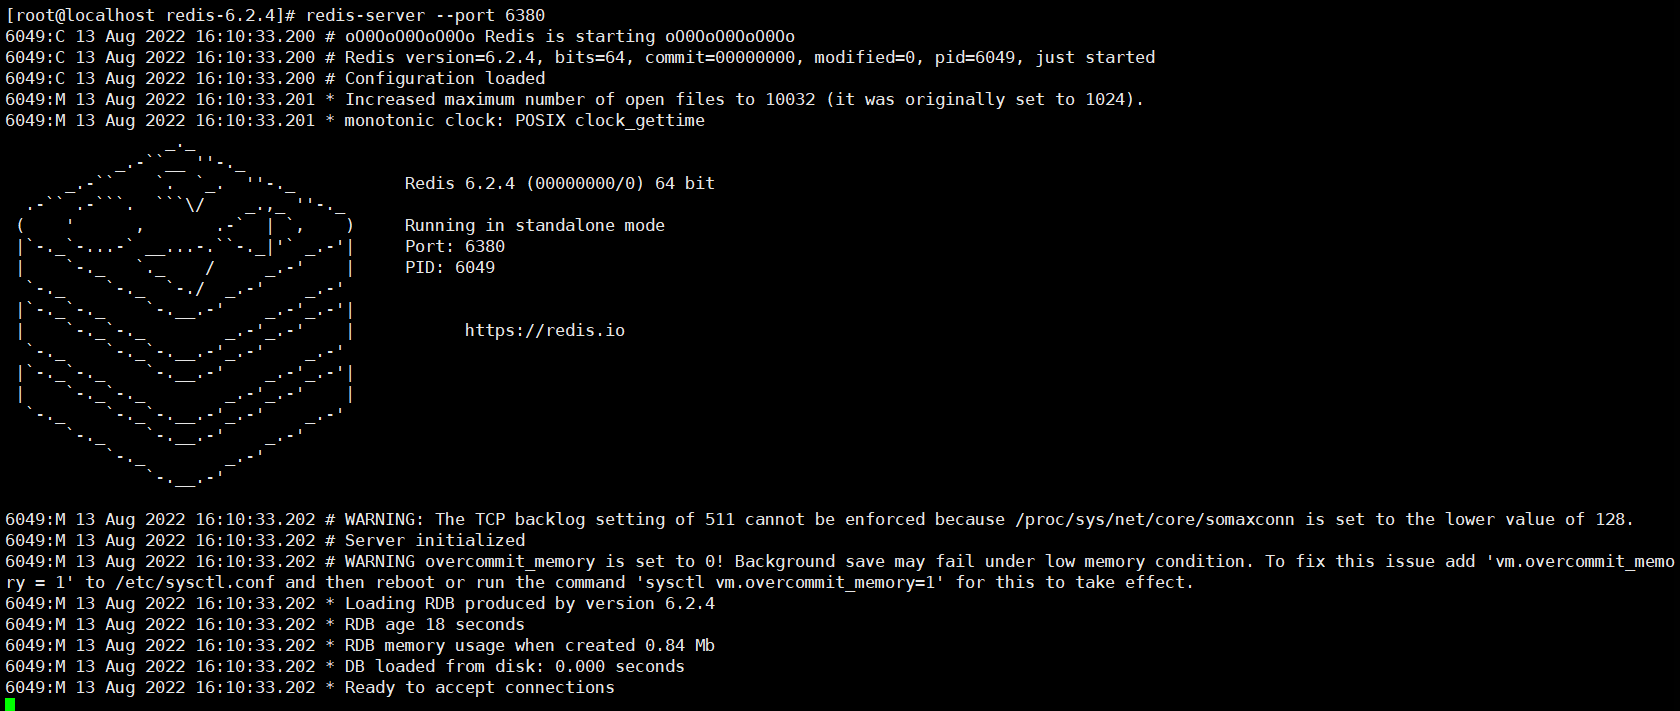 [root@localhost redis-6.2.4]# redis-server --port 6380
6049:C 13 Aug 2022 16:10:33.200 # oO0OoO0OoO0Oo Redis is starting oO0OoO0OoO0Oo
6049:C 13 Aug 2022 16:10:33.200 # Redis version=6.2.4, bits=64, commit=00000000, modified=0, pid=6049, just started
6049:C 13 Aug 2022 16:10:33.200 # Configuration loaded
6049:M 13 Aug 2022 16:10:33.201 * Increased maximum number of open files to 10032 (it was originally set to 1024).
6049:M 13 Aug 2022 16:10:33.201 * monotonic clock: POSIX clock_gettime
Redis 6.2.4 (00000000/0) 64 bit
Running in standalone mode
Port: 6380
PID: 6049
https://redis.io
6049:M 13 Aug 2022 16:10:33.202 # WARNING: The TCP backlog setting of 511 cannot be enforced because /proc/sys/net/core/somaxconn is set to the lower value of 128.
6049:M 13 Aug 2022 16:10:33.202 # Server initialized
6049:M 13 Aug 2022 16:10:33.202 # WARNING overcommit_memory is set to 0! Background save may fail under low memory condition. To fix this issue add 'vm.overcommit_memo
ry = 1' to /etc/sysctl.conf and then reboot or run the command 'sysctl vm.overcommit_memory=1' for this to take effect.
6049:M 13 Aug 2022 16:10:33.202 * Loading RDB produced by version 6.2.4
6049:M 13 Aug 2022 16:10:33.202 * RDB age 18 seconds
6049:M 13 Aug 2022 16:10:33.202 * RDB memory usage when created 0.84 Mb
6049:M 13 Aug 2022 16:10:33.202 * DB loaded from disk: 0.000 seconds
6049:M 13 Aug 2022 16:10:33.202 * Ready to accept connections